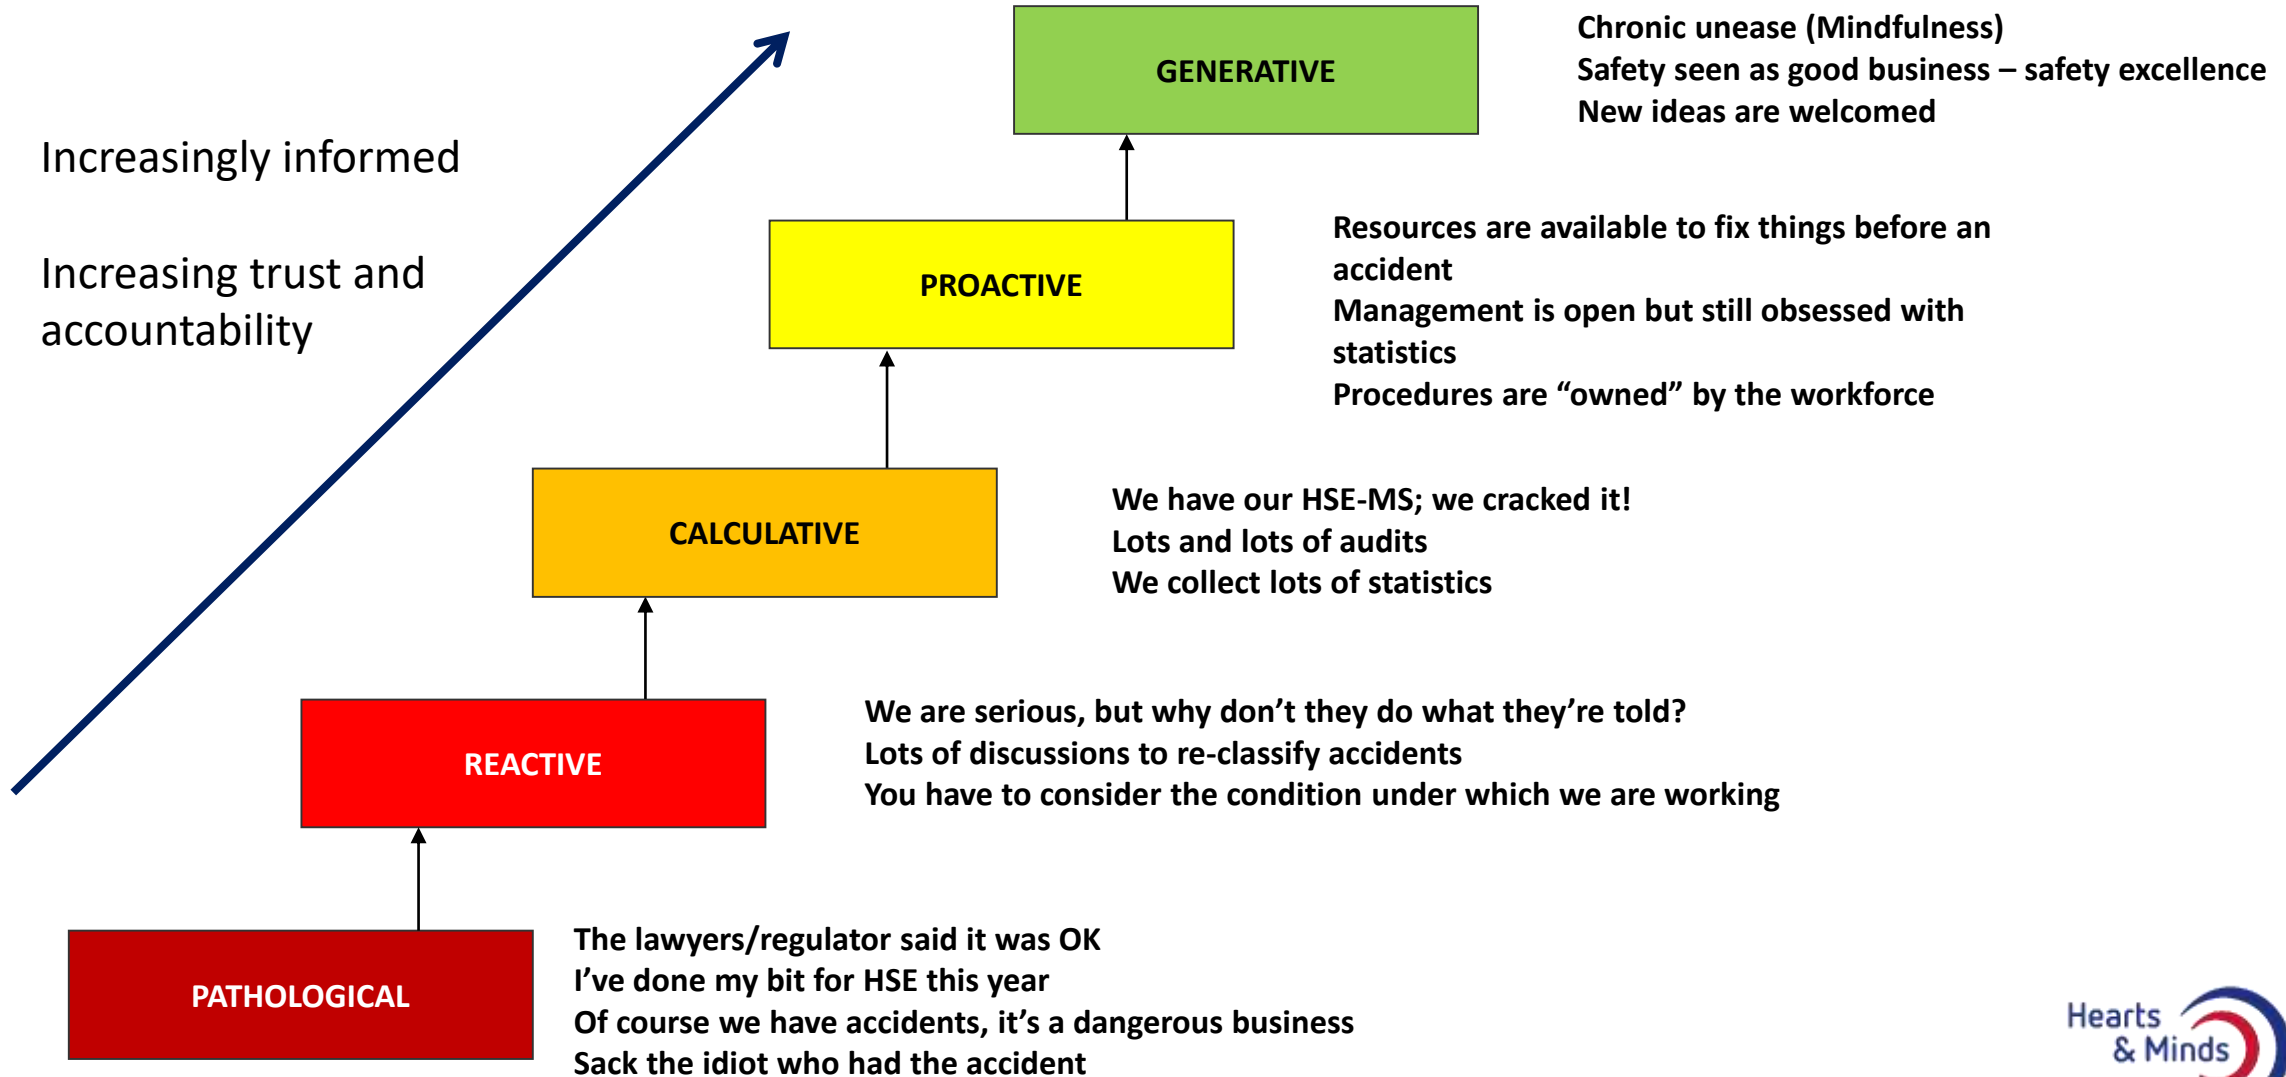 GENERATIVE
Chronic unease (Mindfulness)
Safety seen as good business – safety excellence
New ideas are welcomed
Increasingly informed
Increasing trust and
accountability
PROACTIVE
Resources are available to fix things before an
accident
Management is open but still obsessed with
statistics
Procedures are “owned” by the workforce
CALCULATIVE
We have our HSE-MS; we cracked it!
Lots and lots of audits
We collect lots of statistics
REACTIVE
We are serious, but why don’t they do what they’re told?
Lots of discussions to re-classify accidents
You have to consider the condition under which we are working
PATHOLOGICAL
The lawyers/regulator said it was OK
I’ve done my bit for HSE this year
Of course we have accidents, it’s a dangerous business
Sack the idiot who had the accident
Hearts
& Minds